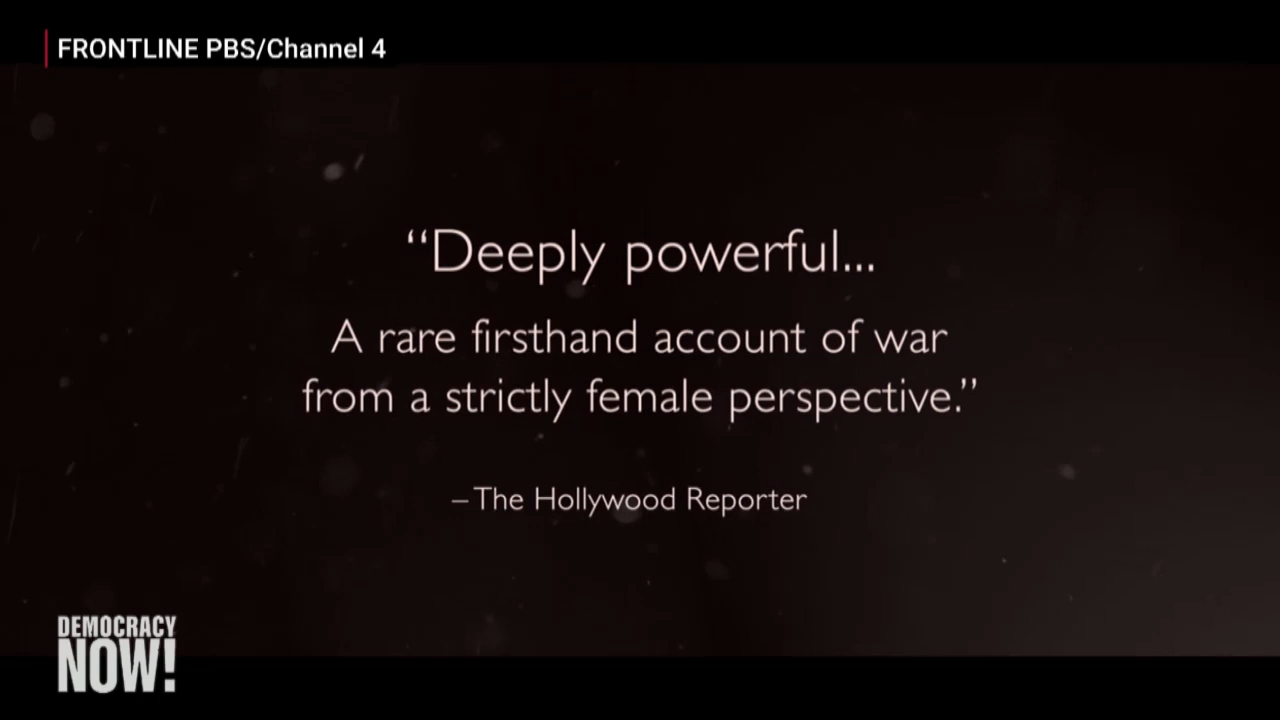 FRONTLINE PBS/Channel 4
“Deeply powerful...
A rare firsthand account of war
from a strictly female perspective.”
– The Hollywood Reporter
DEMOCRACY
NOW!